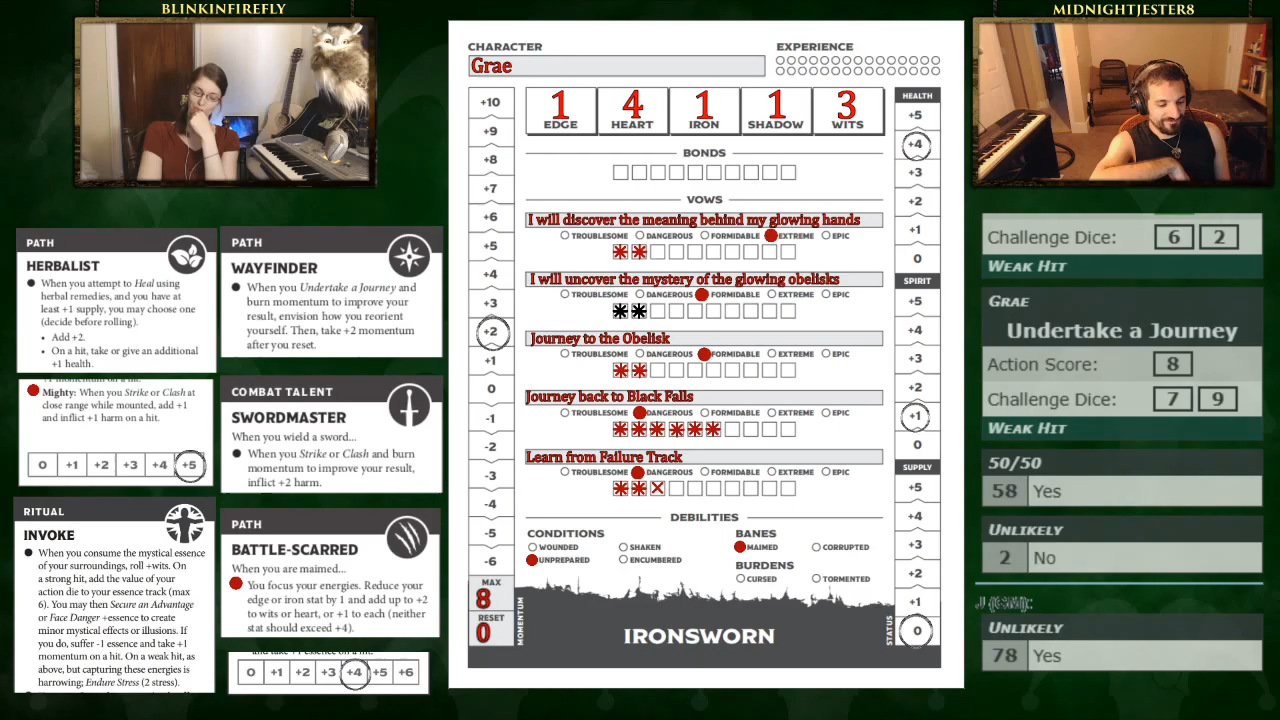 BLINKINFIREFLY
MIDNIGHTJESTER8
CHARACTER
Grae
EXPERIENCE
1 EDGE
4 HEART
1 IRON
1 SHADOW
3 WITS
BONDS
VOWS
I will discover the meaning behind my glowing hands
TROUBLESOME DANGEROUS FORMIDABLE EXTREME EPIC
I will uncover the mystery of the glowing obelisks
TROUBLESOME DANGEROUS FORMIDABLE EXTREME EPIC
Journey to the Obelisk
TROUBLESOME DANGEROUS FORMIDABLE EXTREME EPIC
Journey back to Black Falls
TROUBLESOME DANGEROUS FORMIDABLE EXTREME EPIC
Learn from Failure Track
TROUBLESOME DANGEROUS FORMIDABLE EXTREME EPIC
DEBILITIES
CONDITIONS
WOUNDED SHAKEN
UNPREPARED ENCUMBERED
BANES
MAIMED CORRUPTED
BURDENS
CURSED TORMENTED
IRONSWORN
+10
+9
+8
+7
+6
+5
+4
+3
+2
+1
0
-1
-2
-3
-4
-5
-6
MAX
8
RESET
0
MOMENTUM
HEALTH
+5
+4
+3
+2
+1
0
SPIRIT
+5
+4
+3
+2
+1
0
SUPPLY
+5
+4
+3
+2
+1
0
STATUS
PATH
HERBALIST
When you attempt to Heal using
herbal remedies, and you have at
least +1 supply, you may choose one
(decide before rolling).
• Add +2.
• On a hit, take or give an additional
+1 health.
PATH
WAYFINDER
When you Undertake a Journey and
burn momentum to improve your
result, envision how you reorient
yourself. Then, take +2 momentum
after you reset.
+1 momentum on a hit.
Mighty: When you Strike or Clash at
close range while mounted, add +1
and inflict +1 harm on a hit.
0 +1 +2 +3 +4 +5
COMBAT TALENT
SWORDMASTER
When you wield a sword...
When you Strike or Clash and burn
momentum to improve your result,
inflict +2 harm.
RITUAL
INVOKE
When you consume the mystical essence
of your surroundings, roll +wits. On
a strong hit, add the value of your
action die to your essence track (max
6). You may then Secure an Advantage
or Face Danger +essence to create
minor mystical effects or illusions. If
you do, suffer -1 essence and take +1
momentum on a hit. On a weak hit, as
above, but capturing these energies is
harrowing; Endure Stress (2 stress).
PATH
BATTLE-SCARRED
When you are maimed...
You focus your energies. Reduce your
edge or iron stat by 1 and add up to +2
to wits or heart, or +1 to each (neither
stat should exceed +4).
and take +1 essence on a hit.
0 +1 +2 +3 +4 +5 +6
Challenge Dice: 6 2
WEAK HIT
GRAE
Undertake a Journey
Action Score: 8
Challenge Dice: 7 9
WEAK HIT
50/50
58 Yes
UNLIKELY
2 No
UNLIKELY
78 Yes